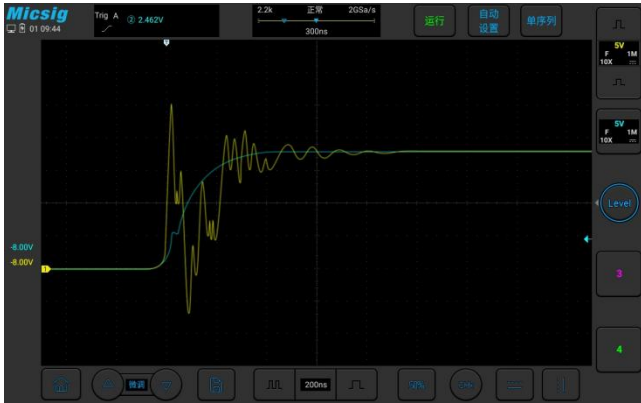 Micsig
01 09:44
Trig A ② 2.462V
2.2k 正常 2GSa/s
300ns
运行
自动
设置
单序列
5V
F 1M
10X
5V
F 1M
10X
Level
-8.00V
-8.00V
1
3
4
微调
200ns
50%